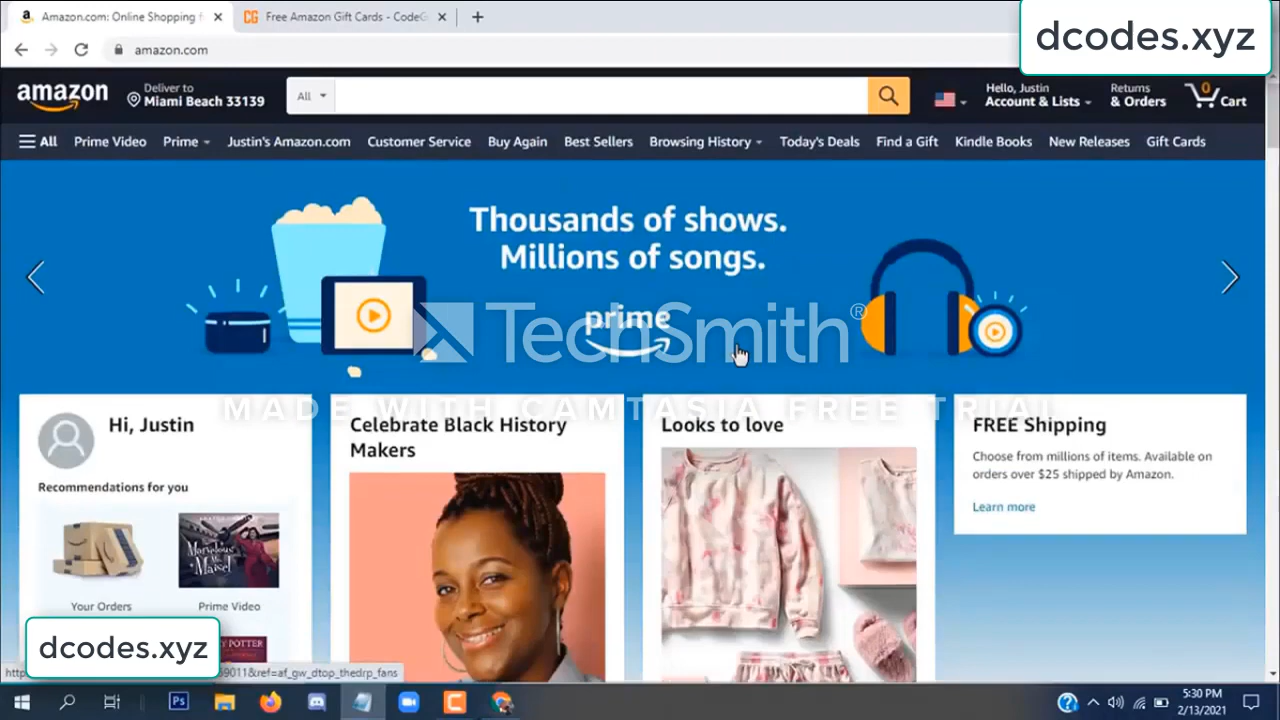 Amazon.com: Online Shopping f
Free Amazon Gift Cards - CodeG
dcodes.xyz
amazon.com
amazon
Deliver to
Miami Beach 33139
All
Hello, Justin
Account & Lists
Returns
& Orders
0
Cart
All
Prime Video
Prime
Justin's Amazon.com
Customer Service
Buy Again
Best Sellers
Browsing History
Today's Deals
Find a Gift
Kindle Books
New Releases
Gift Cards
Thousands of shows.
Millions of songs.
prime
TechSmith®
MADE WITH CAMTASIA FREE TRIAL
Hi, Justin
Recommendations for you
Your Orders
Prime Video
Celebrate Black History
Makers
Looks to love
FREE Shipping
Choose from millions of items. Available on
orders over $25 shipped by Amazon.
Learn more
dcodes.xyz
9011&ref=af_gw_dtop_thedrp_fans
Ps
5:30 PM
2/13/2021